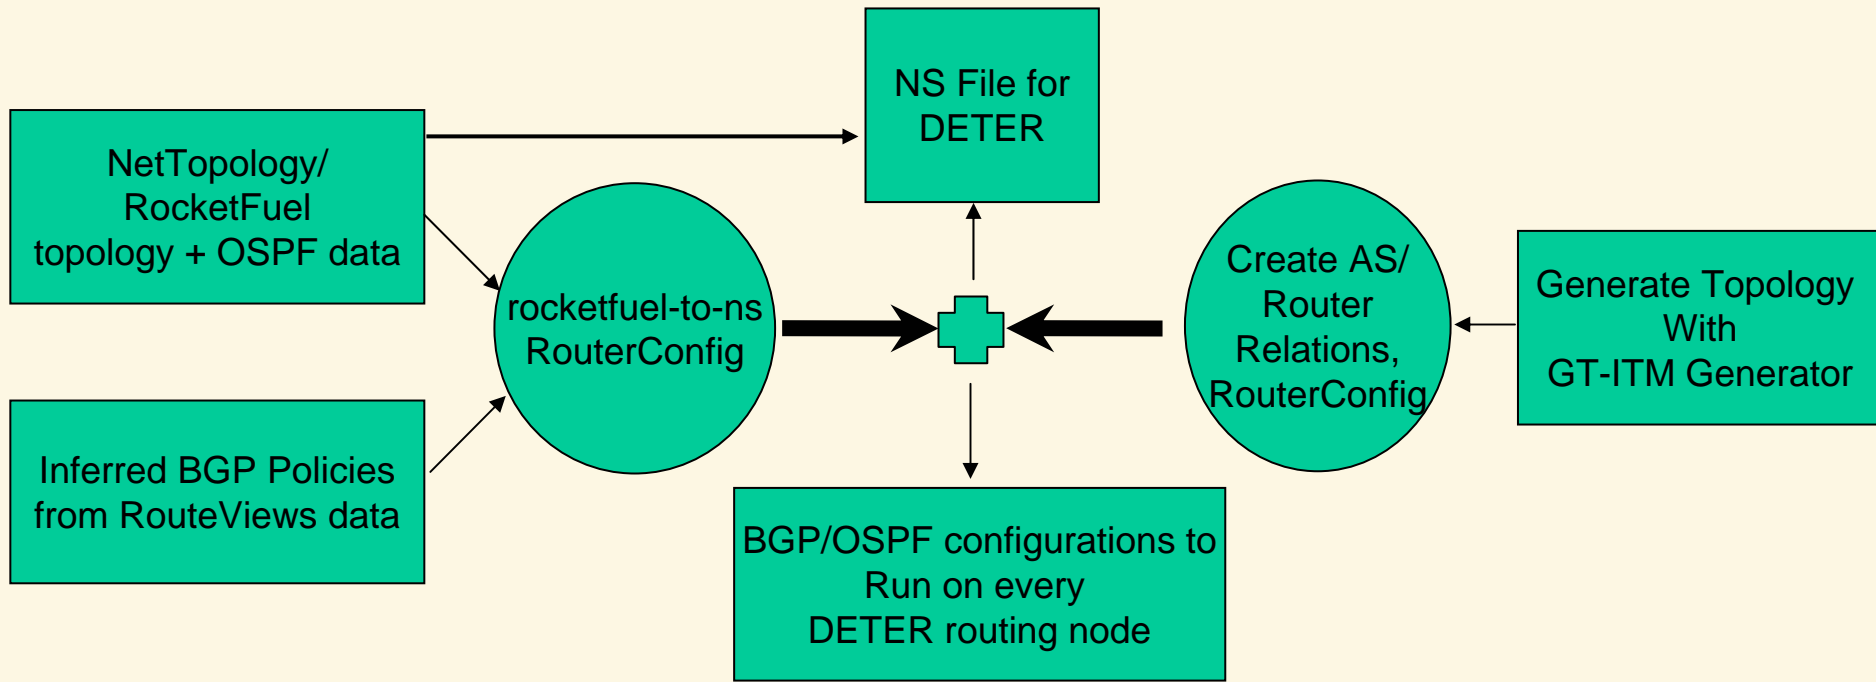 NS File for
DETER
NetTopology/
RocketFuel
topology + OSPF data
rocketfuel-to-ns
RouterConfig
Create AS/
Router
Relations,
RouterConfig
Generate Topology
With
GT-ITM Generator
Inferred BGP Policies
from RouteViews data
BGP/OSPF configurations to
Run on every
DETER routing node